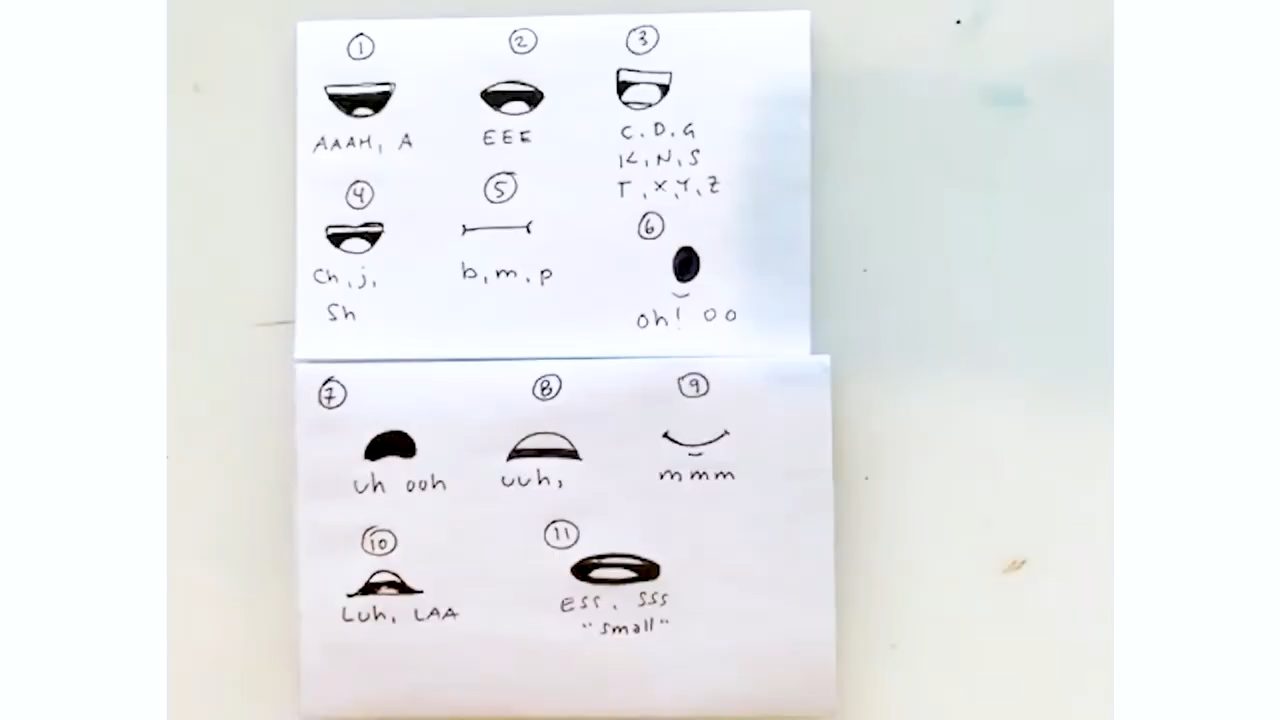 1
AAAH, A
2
EEE
3
C. D. G
K, N, S
T, X, Y, Z
4
Ch, j,
Sh
5
b, m, p
6
oh! oo
7
uh ooh
8
uuh,
9
mmm
10
Luh, LAA
11
ESS, SSS
"small"